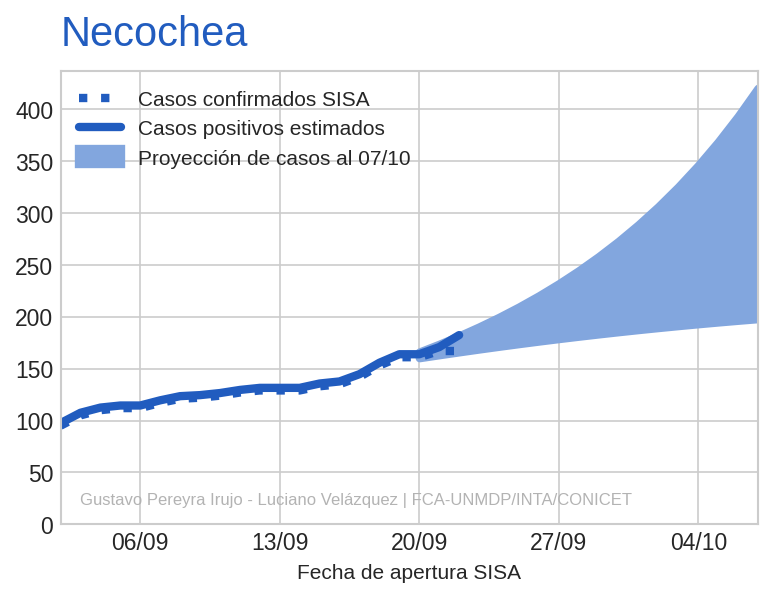 Necochea
Casos confirmados SISA
Casos positivos estimados
Proyección de casos al 07/10
400
350
300
250
200
150
100
50
0
Gustavo Pereyra Irujo - Luciano Velázquez | FCA-UNMDP/INTA/CONICET
06/09 13/09 20/09 27/09 04/10
Fecha de apertura SISA